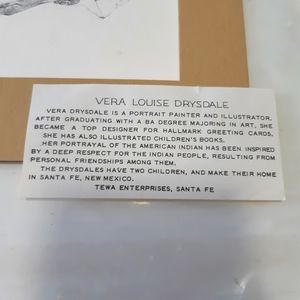 VERA LOUISE DRYSDALE
VERA DRYSDALE IS A PORTRAIT PAINTER AND ILLUSTRATOR.
AFTER GRADUATING WITH A BA DEGREE MAJORING IN ART, SHE
BECAME A TOP DESIGNER FOR HALLMARK GREETING CARDS.
SHE HAS ALSO ILLUSTRATED CHILDREN'S BOOKS.
HER PORTRAYAL OF THE AMERICAN INDIAN HAS BEEN INSPIRED
BY A DEEP RESPECT FOR THE INDIAN PEOPLE, RESULTING FROM
PERSONAL FRIENDSHIPS AMONG THEM.
THE DRYSDALES HAVE TWO CHILDREN, AND MAKE THEIR HOME
IN SANTA FE, NEW MEXICO.
TEWA ENTERPRISES, SANTA FE